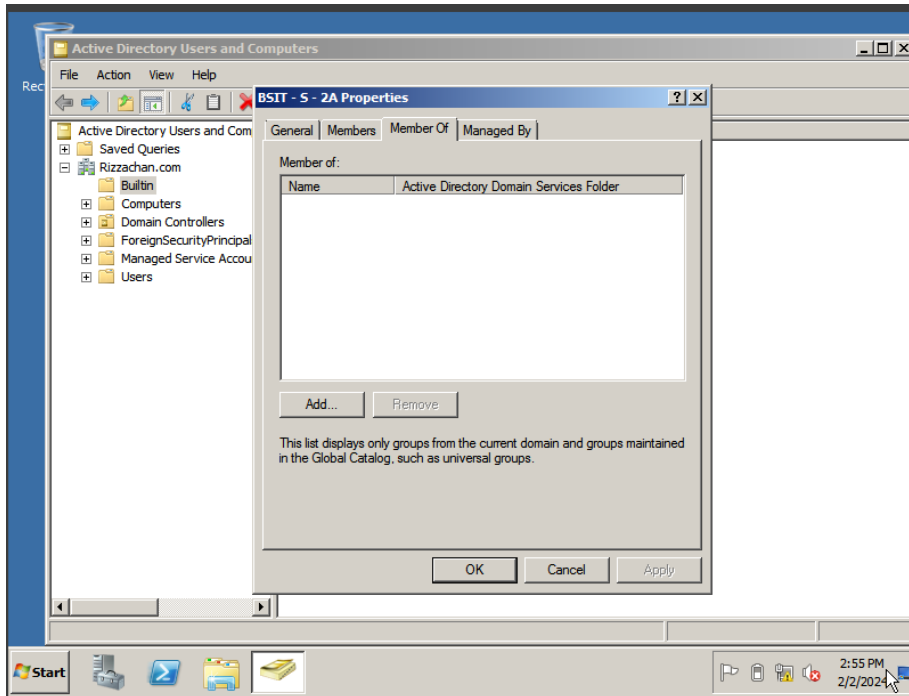 Rec
Active Directory Users and Computers
File Action View Help
BSIT - S - 2A Properties
Active Directory Users and Com
Saved Queries
Rizzachan.com
Builtin
Computers
Domain Controllers
ForeignSecurityPrincipal
Managed Service Accou
Users
General Members Member Of Managed By
Member of:
Name Active Directory Domain Services Folder
Add... Remove
This list displays only groups from the current domain and groups maintained
in the Global Catalog, such as universal groups.
OK Cancel Apply
Start
2:55 PM
2/2/2024